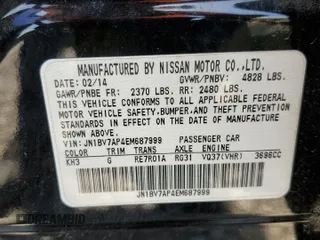 MANUFACTURED BY NISSAN MOTOR CO.,LTD.
DATE: 02/14 GVWR/PNBV: 4828 LBS.
GAWR/PNBE FR: 2370 LBS. RR: 2480 LBS.
THIS VEHICLE CONFORMS TO ALL APPLICABLE FEDERAL
MOTOR VEHICLE SAFETY, BUMPER, AND THEFT PREVENTION
STANDARDS IN EFFECT ON THE DATE OF MANUFACTURE
SHOWN ABOVE.
VIN: JN1BV7AP4EM687999 PASSENGER CAR
COLOR TRIM TRANS AXLE ENGINE
KH3 G RE7R01A RG31 VQ37(VHR) 3696CC
JN1BV7AP4EM687999
DREAMBID